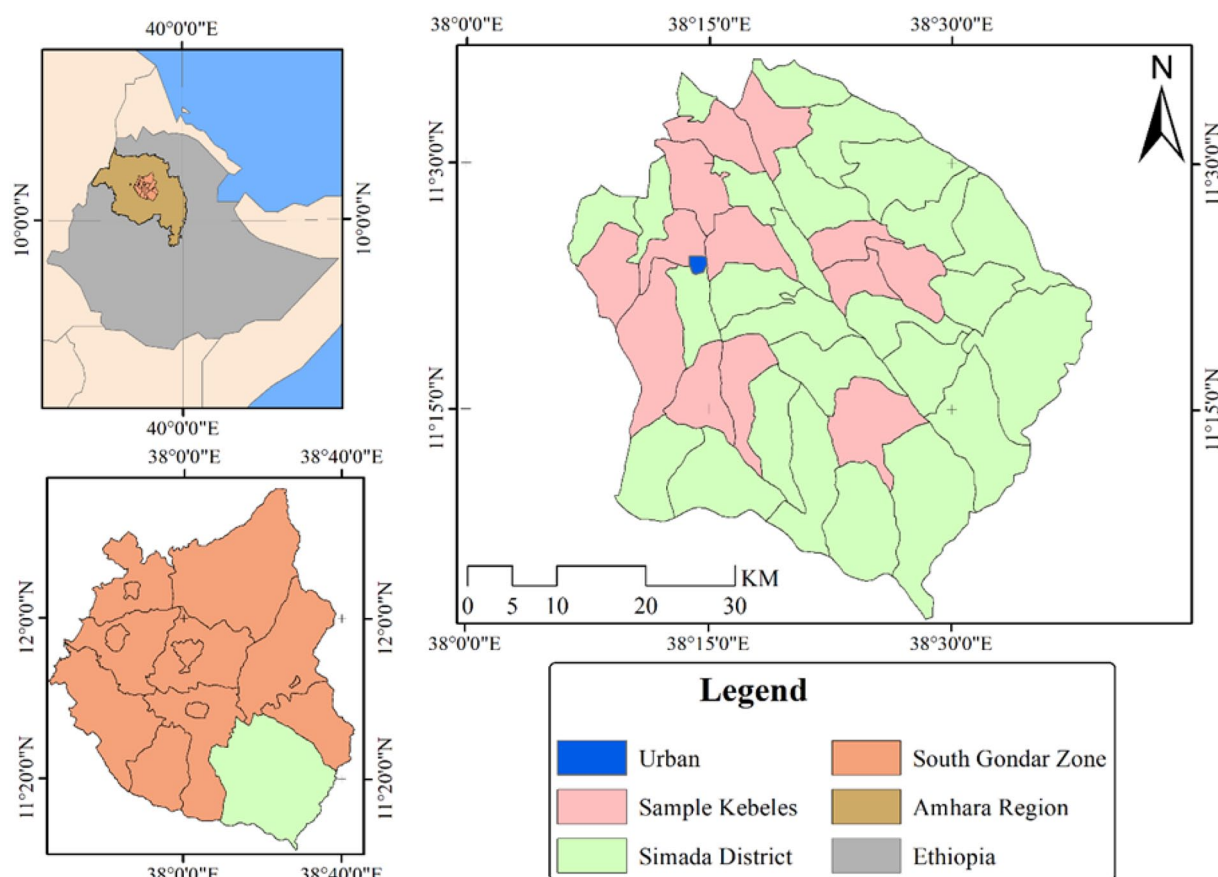 40°0'0"E
10°0'0"N
10°0'0"N
40°0'0"E
38°0'0"E
38°15'0"E
38°30'0"E
N
11°30'0"N
11°30'0"N
11°15'0"N
11°15'0"N
KM
0 5 10 20 30
38°0'0"E
38°15'0"E
38°30'0"E
38°0'0"E
38°40'0"E
12°0'0"N
12°0'0"N
11°20'0"N
11°20'0"N
38°0'0"E
38°40'0"E
Legend
Urban
Sample Kebeles
Simada District
South Gondar Zone
Amhara Region
Ethiopia